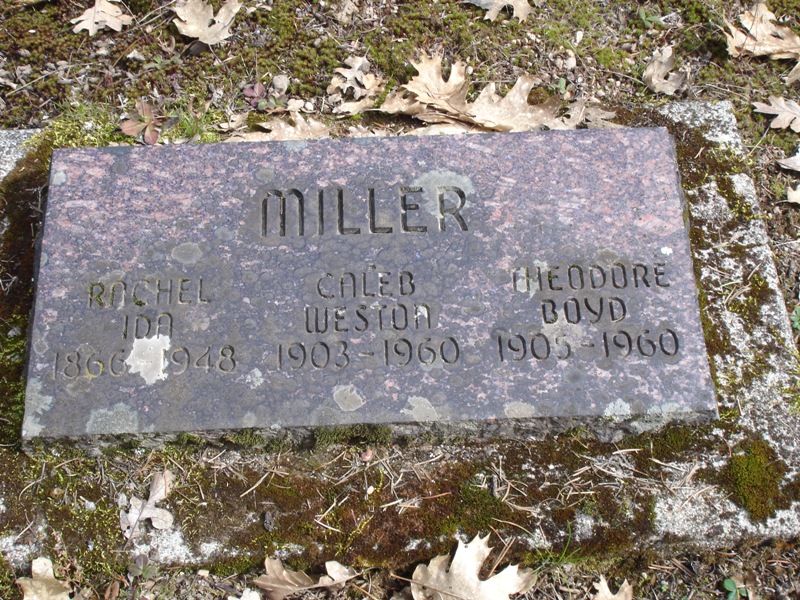 MILLER
RACHEL IDA 1866-1948
CALEB WESTON 1903-1960
THEODORE BOYD 1905-1960